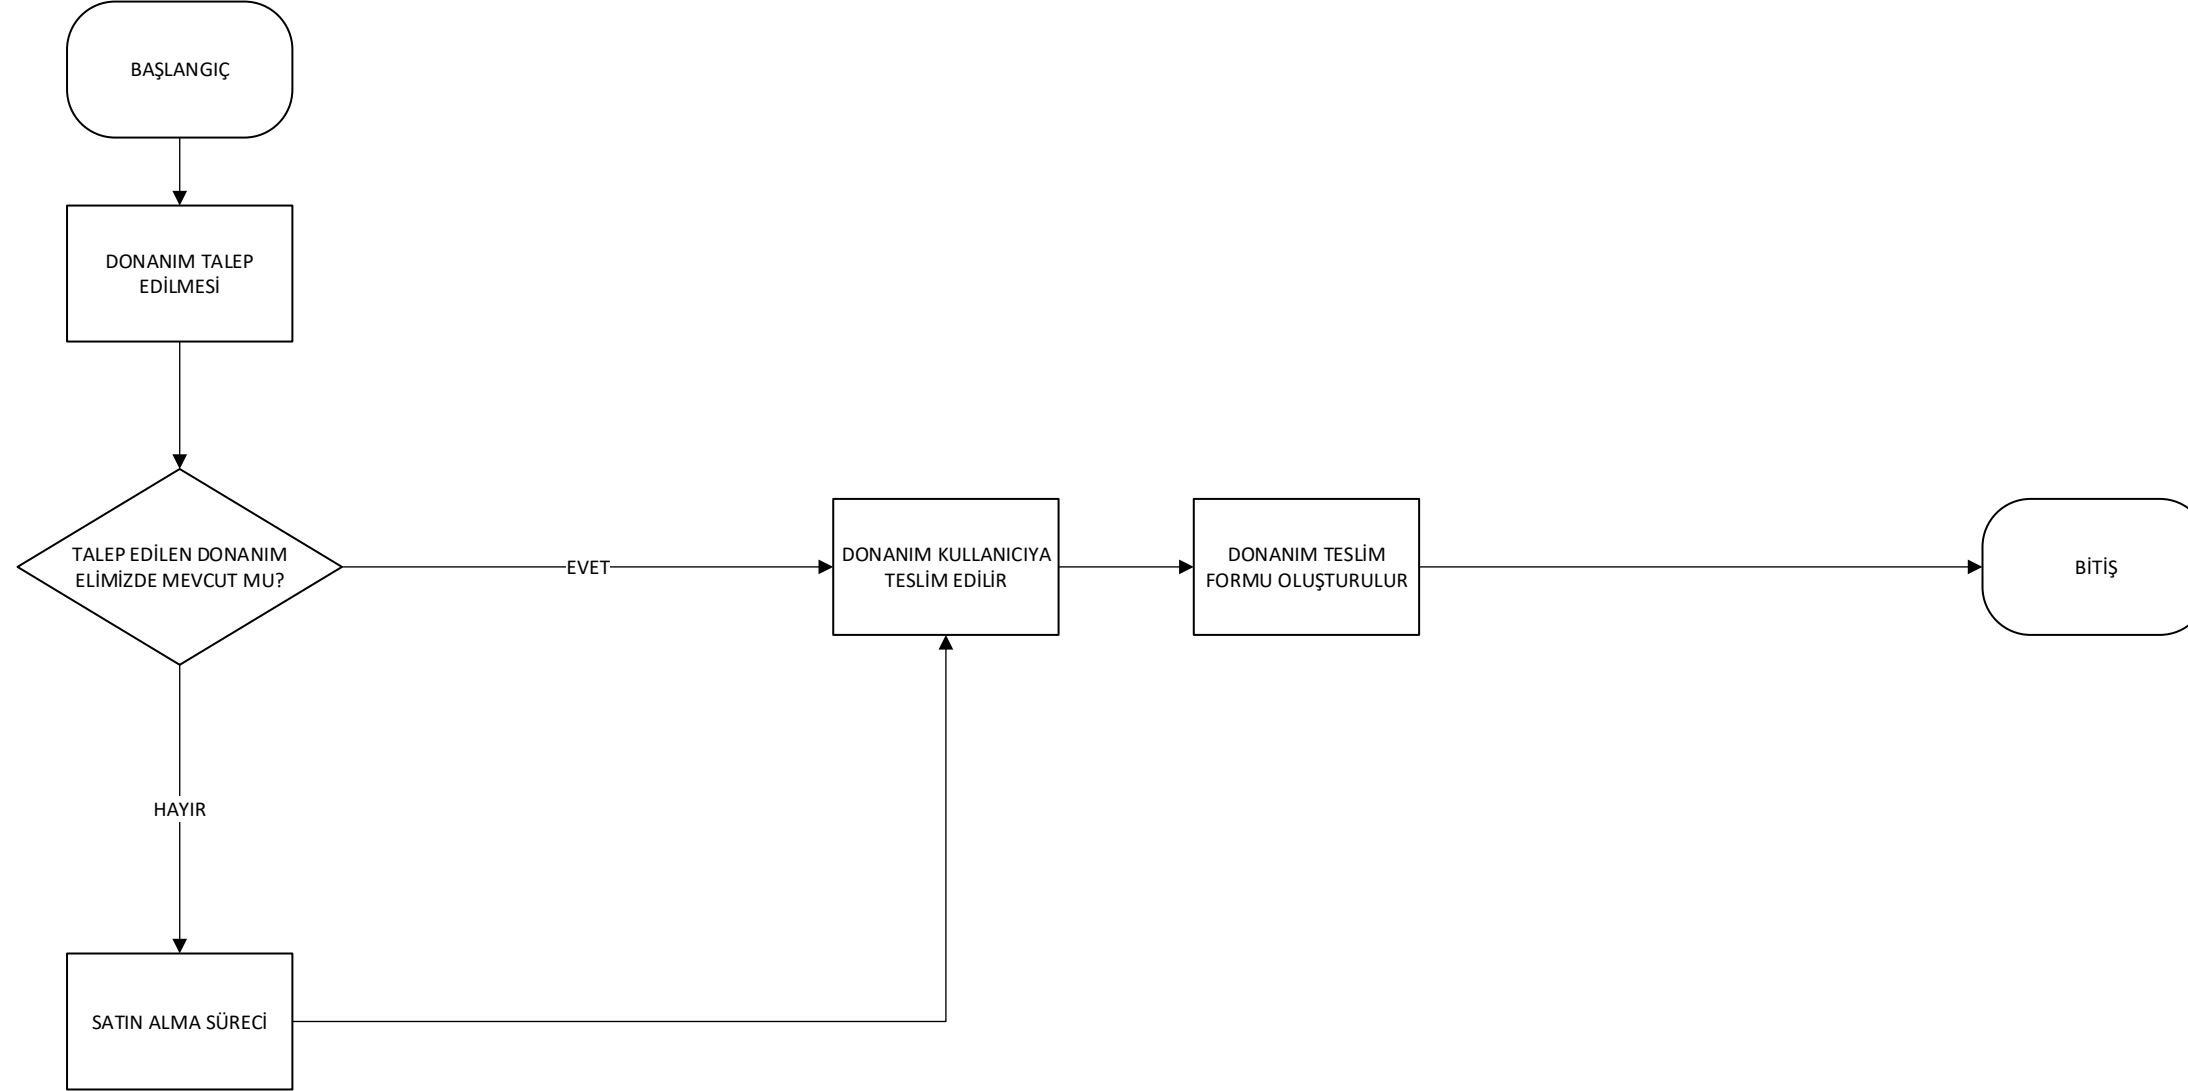 BAŞLANGIÇ
DONANIM TALEP
EDİLMESİ
TALEP EDİLEN DONANIM
ELİMİZDE MEVCUT MU?
EVET
DONANIM KULLANICIYA
TESLİM EDİLİR
DONANIM TESLİM
FORMU OLUŞTURULUR
BİTİŞ
HAYIR
SATIN ALMA SÜRECİ